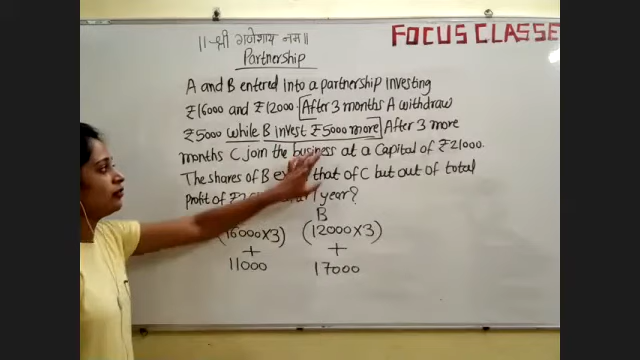 ॥ श्री गणेशाय नमः॥
FOCUS CLASSE
Partnership
A and B entered into a partnership investing
₹16000 and ₹12000. After 3 months A withdraw
₹5000 while B invest ₹5000 more. After 3 more
months C join the business at a Capital of ₹21000.
The shares of B that of C but out of total
Profit of year?
B
(16000×3) (12000×3)
+ +
11000 17000